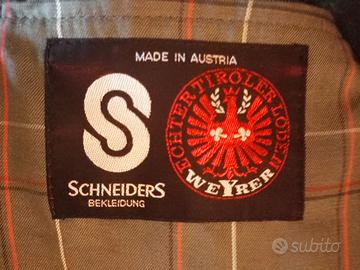 MADE IN AUSTRIA
SCHNEIDERS
BEKLEIDUNG
ECHTER TIROLER LODEN
WEYRER
subito